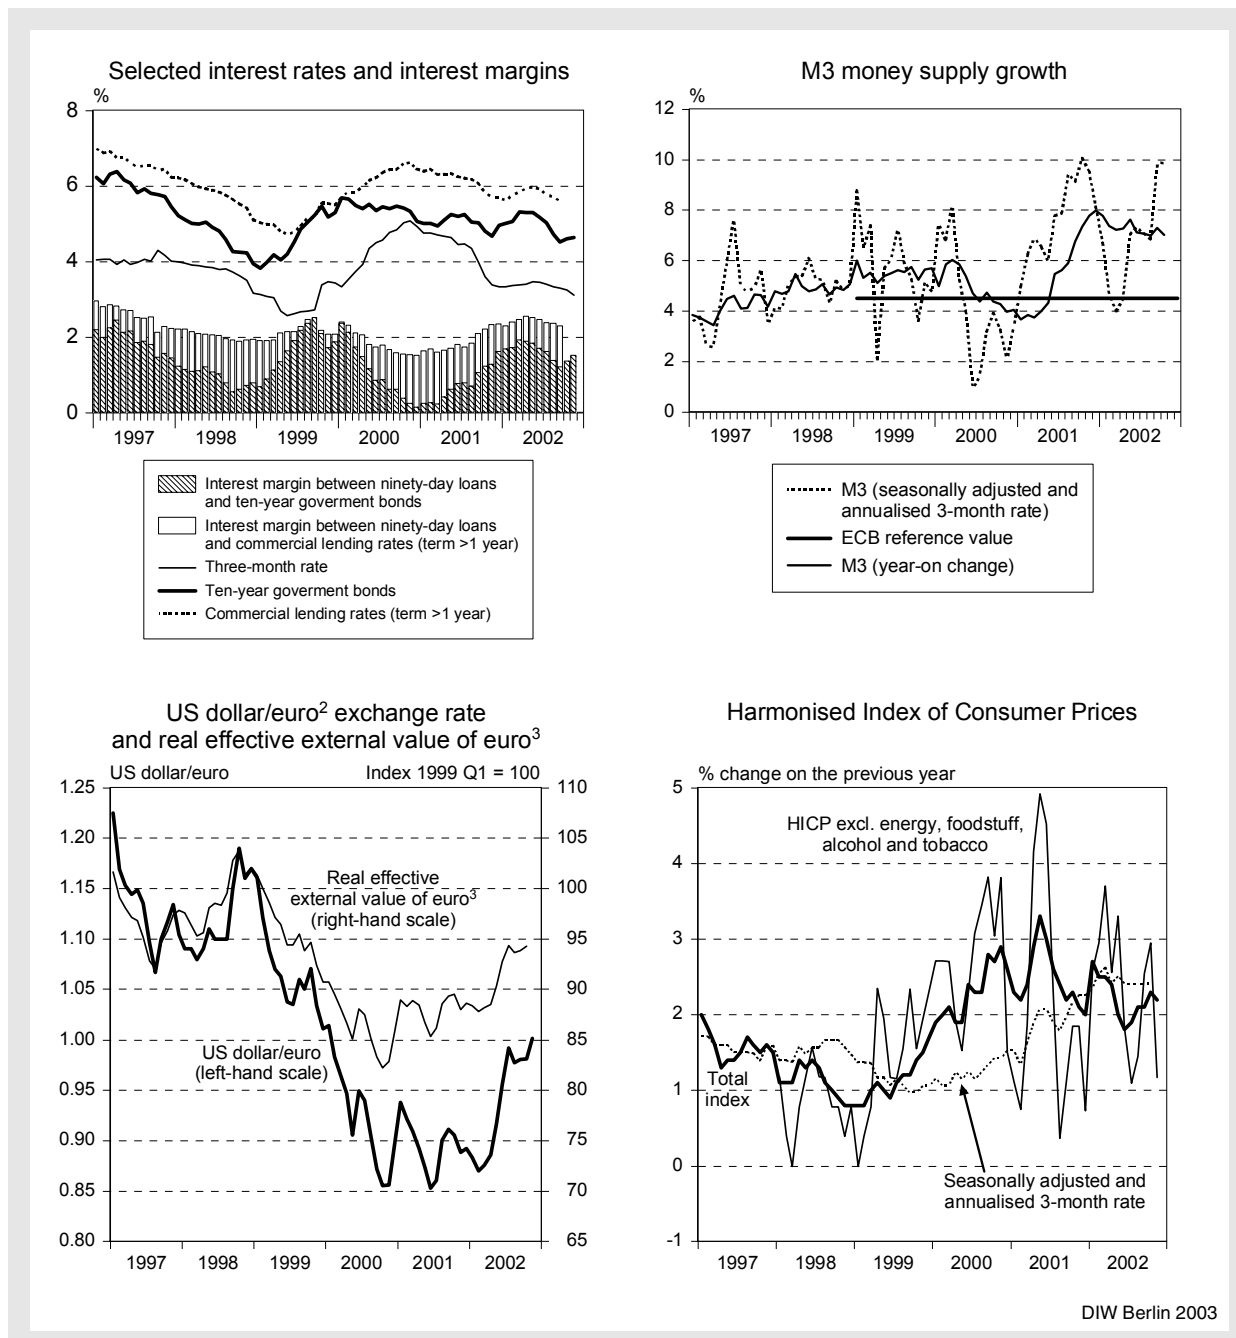 Selected interest rates and interest margins
%
8
6
4
2
0
1997 1998 1999 2000 2001 2002
Interest margin between ninety-day loans
and ten-year goverment bonds
Interest margin between ninety-day loans
and commercial lending rates (term >1 year)
Three-month rate
Ten-year goverment bonds
Commercial lending rates (term >1 year)
M3 money supply growth
%
12
10
8
6
4
2
0
1997 1998 1999 2000 2001 2002
M3 (seasonally adjusted and
annualised 3-month rate)
ECB reference value
M3 (year-on change)
US dollar/euro² exchange rate
and real effective external value of euro³
US dollar/euro Index 1999 Q1 = 100
1.25 110
1.20 105
1.15 100
1.10 95
1.05 90
1.00 85
0.95 80
0.90 75
0.85 70
0.80 65
Real effective
external value of euro³
(right-hand scale)
US dollar/euro
(left-hand scale)
1997 1998 1999 2000 2001 2002
Harmonised Index of Consumer Prices
% change on the previous year
5
4
3
2
1
0
-1
HICP excl. energy, foodstuff,
alcohol and tobacco
Total
index
Seasonally adjusted and
annualised 3-month rate
1997 1998 1999 2000 2001 2002
DIW Berlin 2003